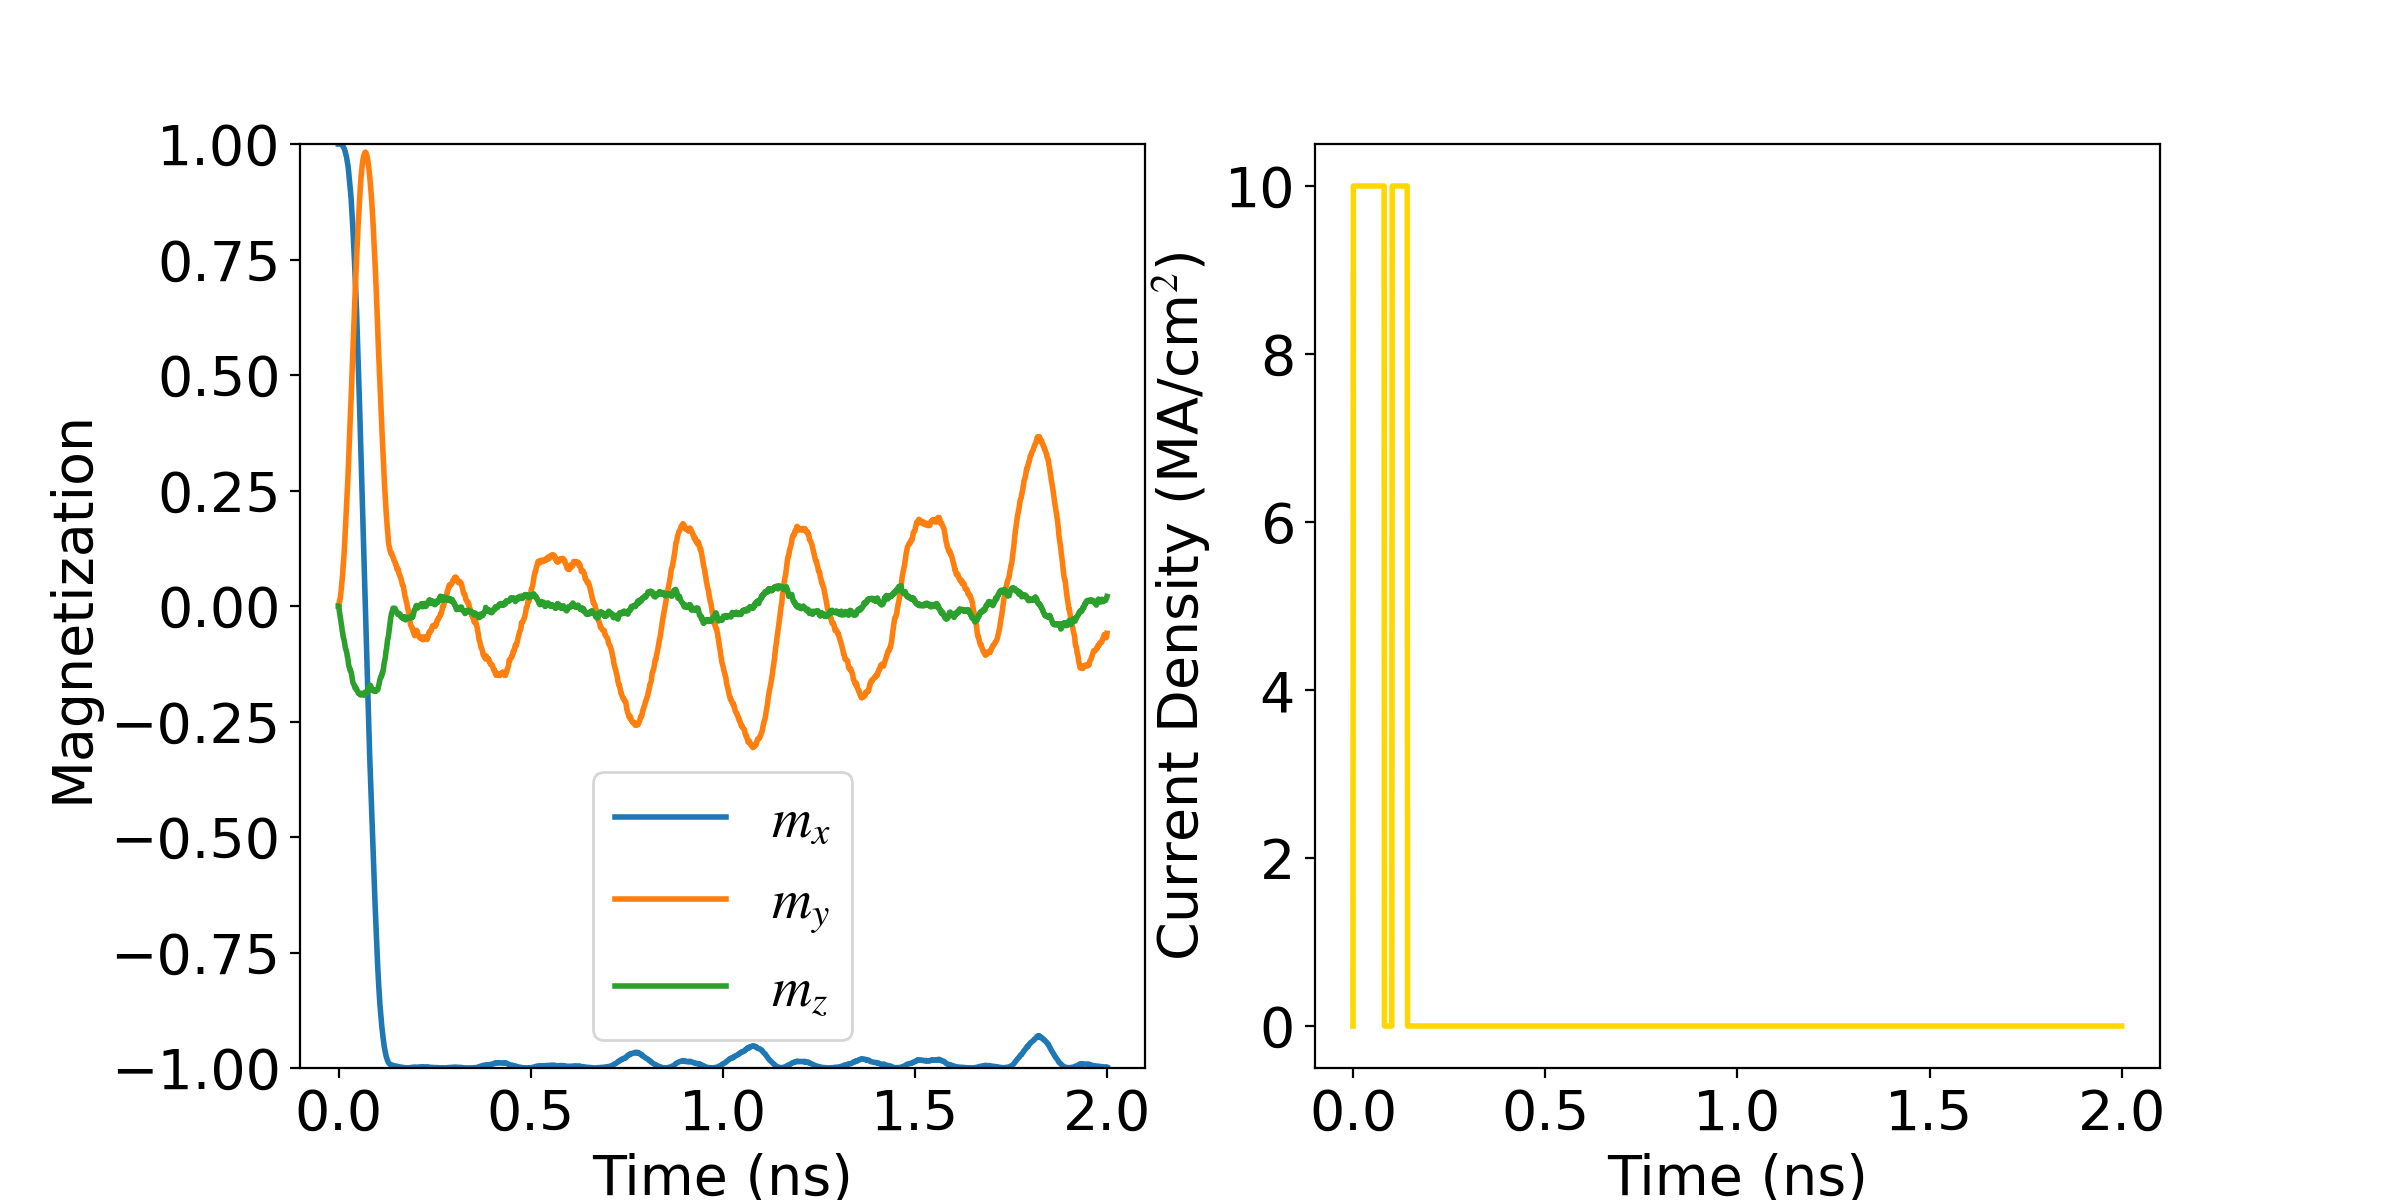 Magnetization
1.00
0.75
0.50
0.25
0.00
−0.25
−0.50
−0.75
−1.00
0.0 0.5 1.0 1.5 2.0
Time (ns)
m_x
m_y
m_z
Current Density (MA/cm²)
10
8
6
4
2
0
0.0 0.5 1.0 1.5 2.0
Time (ns)